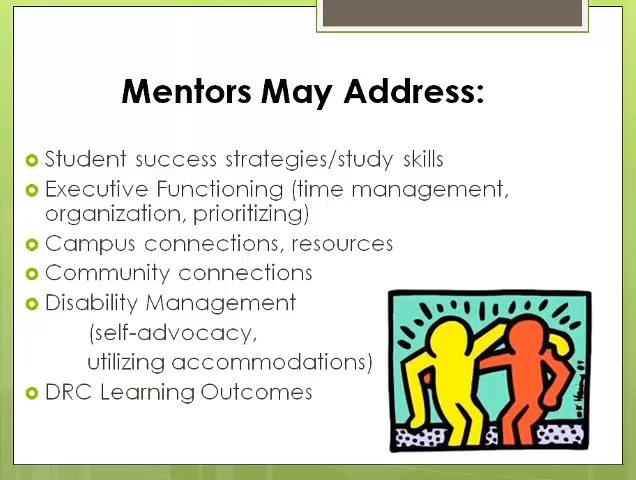 Mentors May Address:
Student success strategies/study skills
Executive Functioning (time management,
organization, prioritizing)
Campus connections, resources
Community connections
Disability Management
(self-advocacy,
utilizing accommodations)
DRC Learning Outcomes